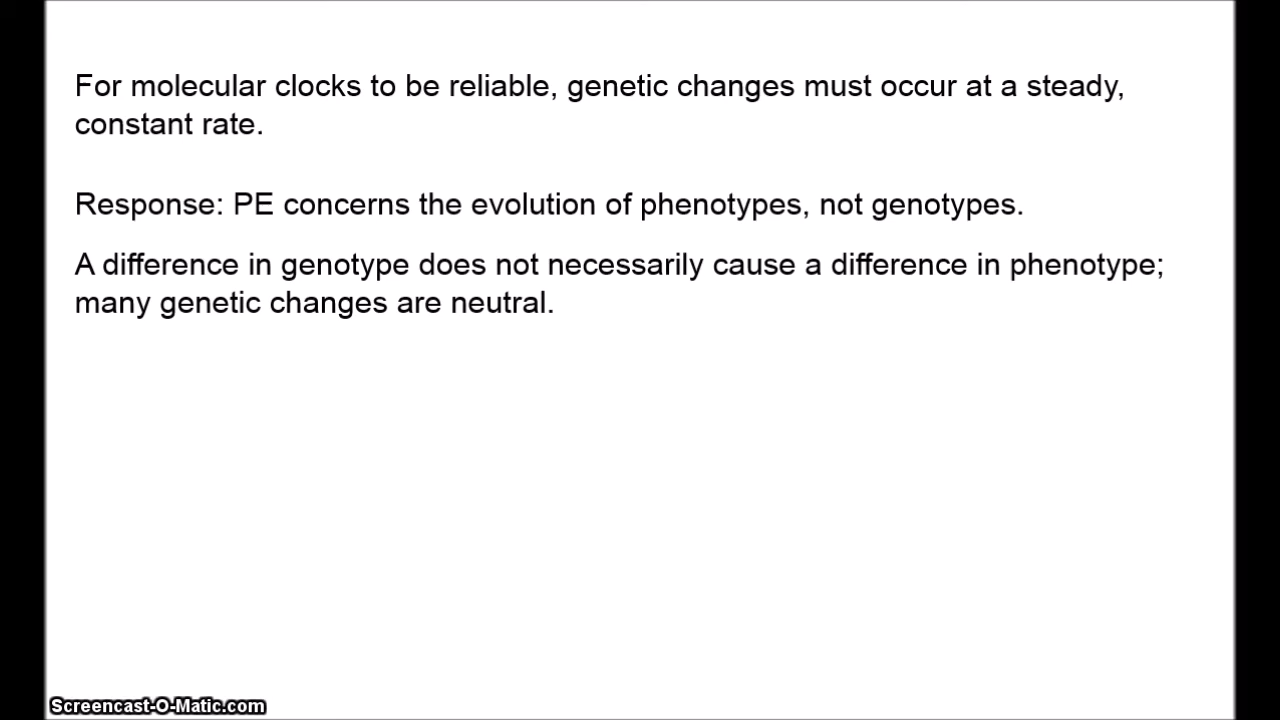 For molecular clocks to be reliable, genetic changes must occur at a steady,
constant rate.
Response: PE concerns the evolution of phenotypes, not genotypes.
A difference in genotype does not necessarily cause a difference in phenotype;
many genetic changes are neutral.
Screencast-O-Matic.com